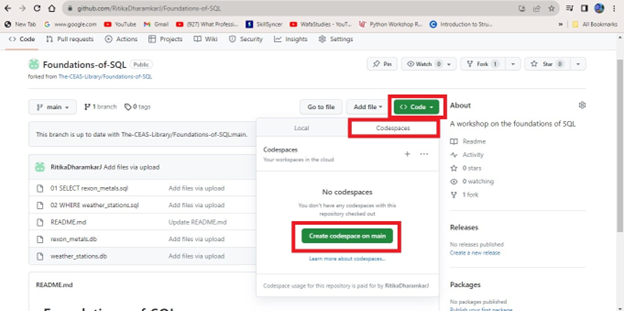 github.com/RitikaDharamkarJ/Foundations-of-SQL
New Tab www.google.com YouTube Gmail (927) What Profess... SkillSyncer WafaStudies - YouT... Python Workshop R... Introduction to Stru... All Bookmarks
Code Pull requests Actions Projects Wiki Security Insights Settings
Foundations-of-SQL Public Pin Watch 0 Fork 1 Star 0
forked from The-CEAS-Library/Foundations-of-SQL
main 1 branch 0 tags Go to file Add file Code About
A workshop on the foundations of SQL
This branch is up to date with The-CEAS-Library/Foundations-of-SQL:main.
Local Codespaces
Codespaces
Your workspaces in the cloud
No codespaces
You don't have any codespaces with this
repository checked out
Create codespace on main
Learn more about codespaces...
Codespace usage for this repository is paid for by RitikaDharamkarJ
RitikaDharamkarJ Add files via upload
01 SELECT rexon_metals.sql Add files via upload
02 WHERE weather_stations.sql Add files via upload
README.md Update README.md
rexon_metals.db Add files via upload
weather_stations.db Add files via upload
README.md
Readme
Activity
0 stars
0 watching
1 fork
Releases
No releases published
Create a new release
Packages
No packages published
Publish your first package